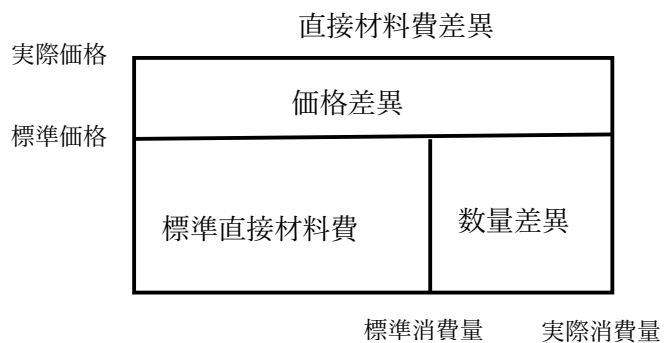 直接材料費差異
実際価格
価格差異
標準価格
標準直接材料費
数量差異
標準消費量
実際消費量